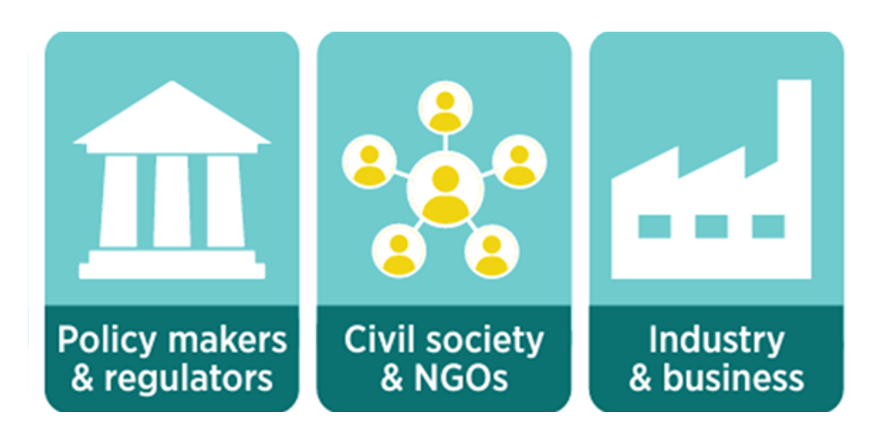 Policy makers
& regulators
Civil society
& NGOs
Industry
& business